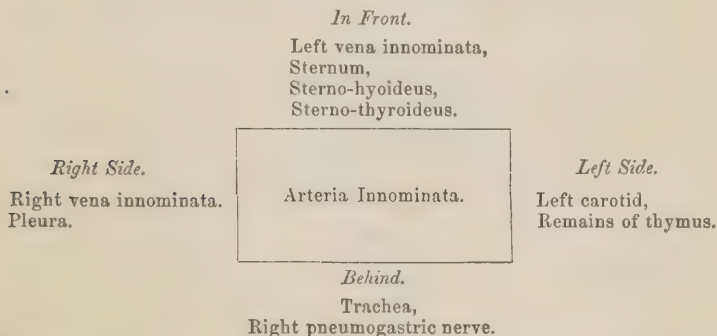 In Front.
Left vena innominata,
Sternum,
Sterno-hyoideus,
Sterno-thyroideus.
Right Side.
Right vena innominata.
Pleura.
Arteria Innominata.
Left Side.
Left carotid,
Remains of thymus.
Behind.
Trachea,
Right pneumogastric nerve.